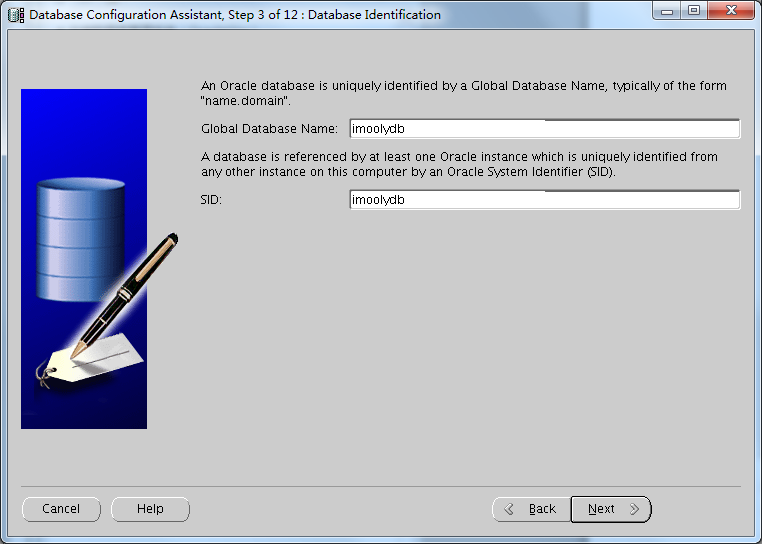 Database Configuration Assistant, Step 3 of 12 : Database Identification
An Oracle database is uniquely identified by a Global Database Name, typically of the form
"name.domain".
Global Database Name: imoolydb
A database is referenced by at least one Oracle instance which is uniquely identified from
any other instance on this computer by an Oracle System Identifier (SID).
SID: imoolydb
Cancel Help Back Next